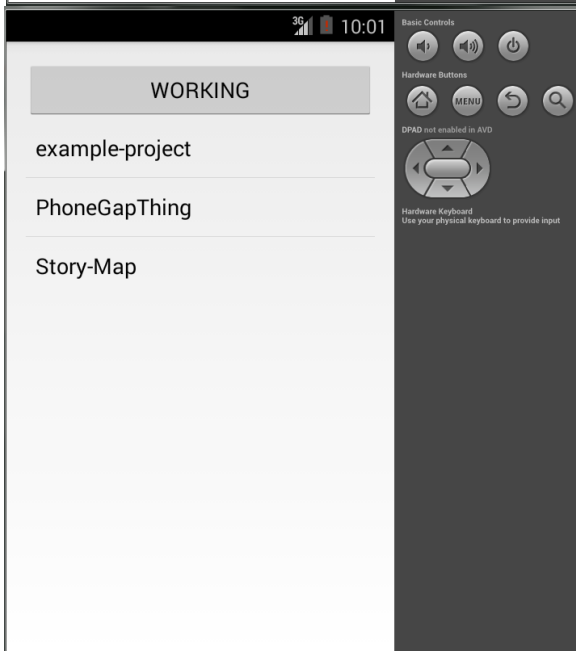 3G 10:01
WORKING
example-project
PhoneGapThing
Story-Map
Basic Controls
Hardware Buttons
MENU
DPAD not enabled in AVD
Hardware Keyboard
Use your physical keyboard to provide input